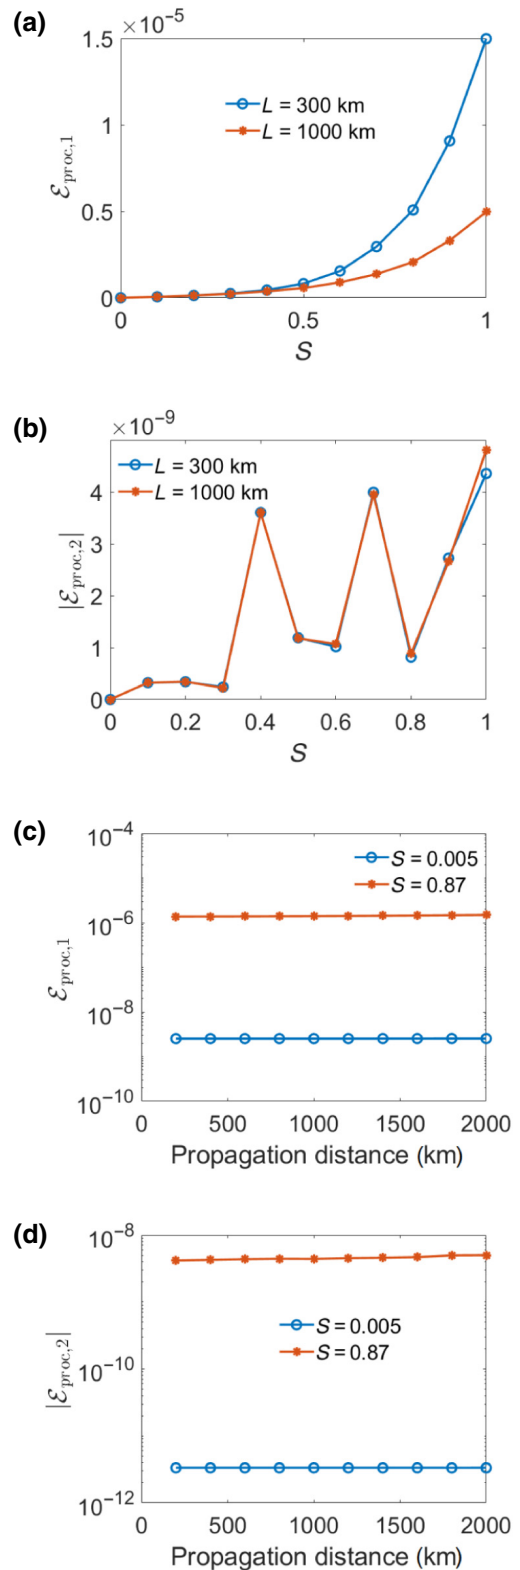 (a)
×10⁻⁵
1.5
1
0.5
0
ℰproc,1
L = 300 km
L = 1000 km
0
0.5
1
S
(b)
×10⁻⁹
4
3
2
1
0
|ℰproc,2|
L = 300 km
L = 1000 km
0
0.2
0.4
0.6
0.8
1
S
(c)
10⁻⁴
10⁻⁶
10⁻⁸
10⁻¹⁰
ℰproc,1
S = 0.005
S = 0.87
0
500
1000
1500
2000
Propagation distance (km)
(d)
10⁻⁸
10⁻¹⁰
10⁻¹²
|ℰproc,2|
S = 0.005
S = 0.87
0
500
1000
1500
2000
Propagation distance (km)